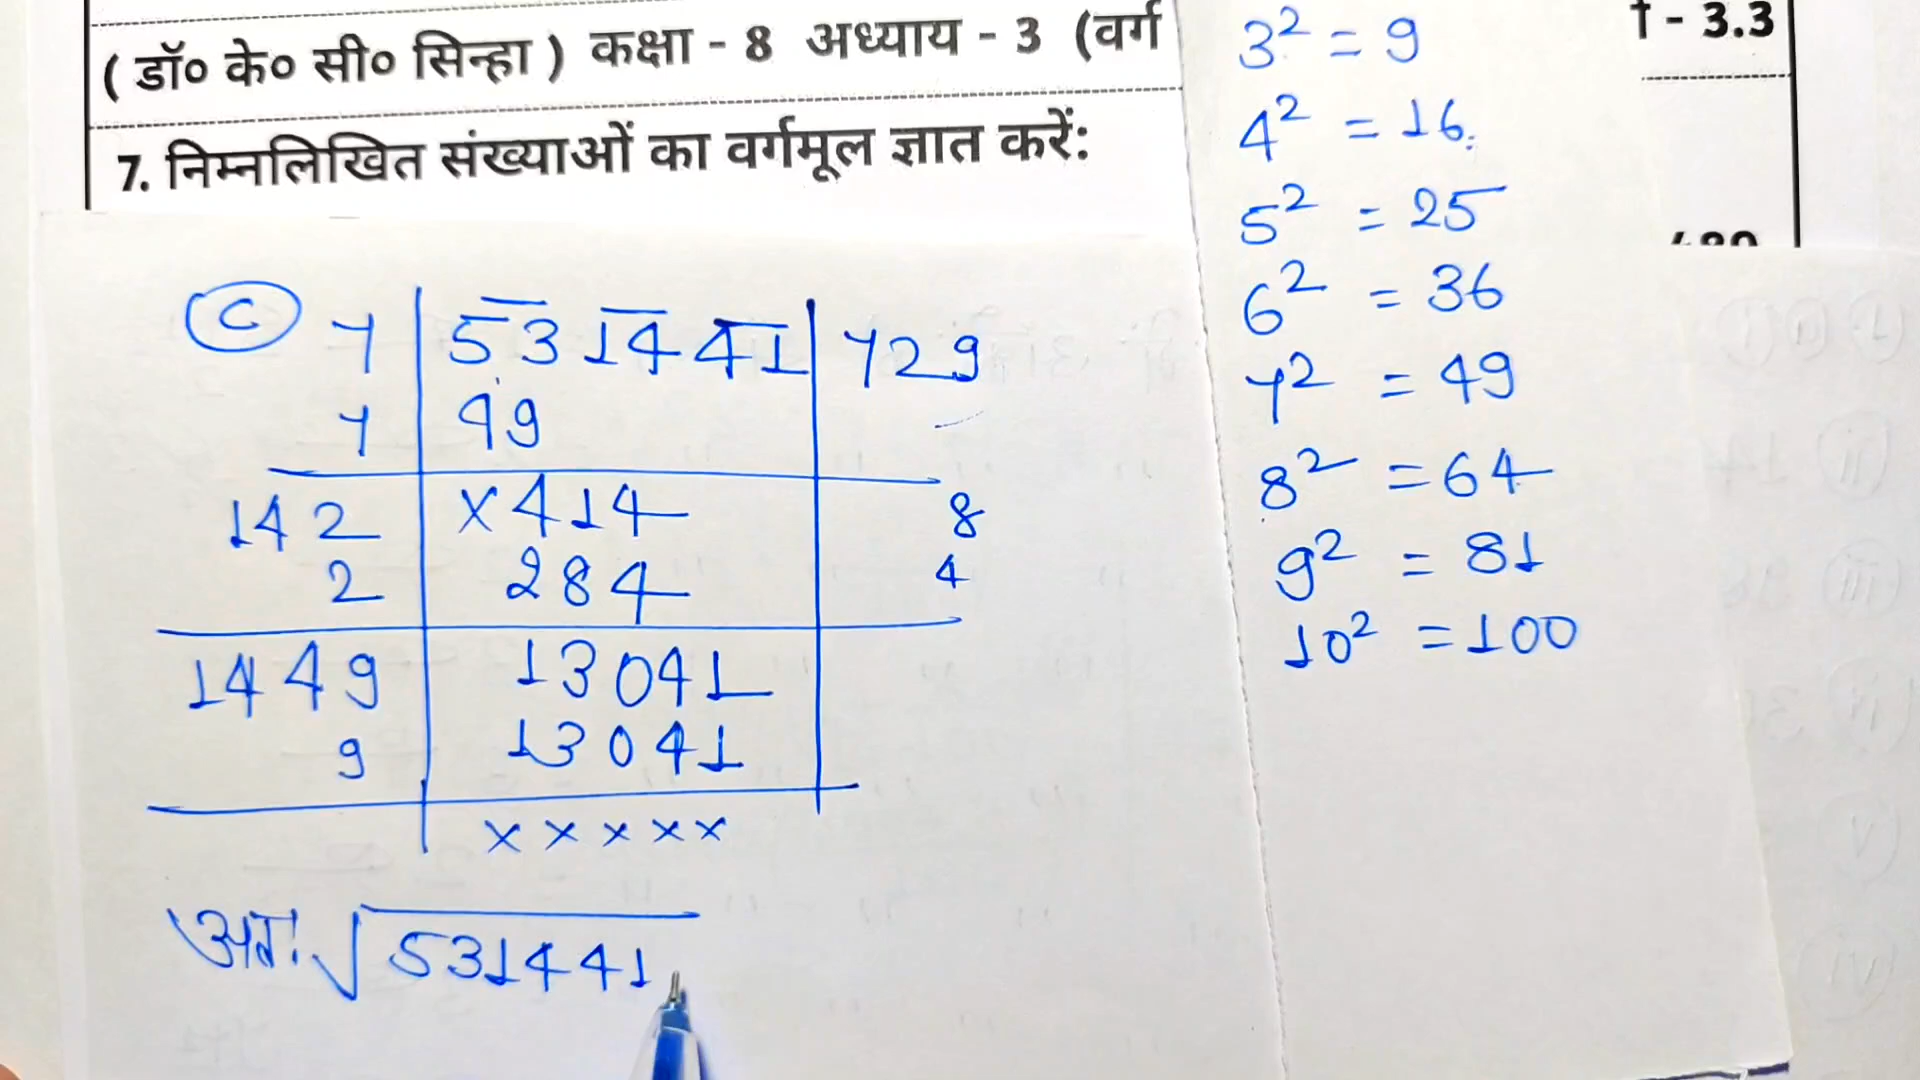 ( डॉ० के० सी० सिन्हा ) कक्षा - 8 अध्याय - 3 (वर्ग
- 3.3
7. निम्नलिखित संख्याओं का वर्गमूल ज्ञात करें:
C 7 | 53 14 41 | 729
7 | 49
142 | × 414 | 8
2 | 284 | 4
1449 | 13041
9 | 13041
× × × × ×
अतः √531441
3² = 9
4² = 16
5² = 25
6² = 36
7² = 49
8² = 64
9² = 81
10² = 100